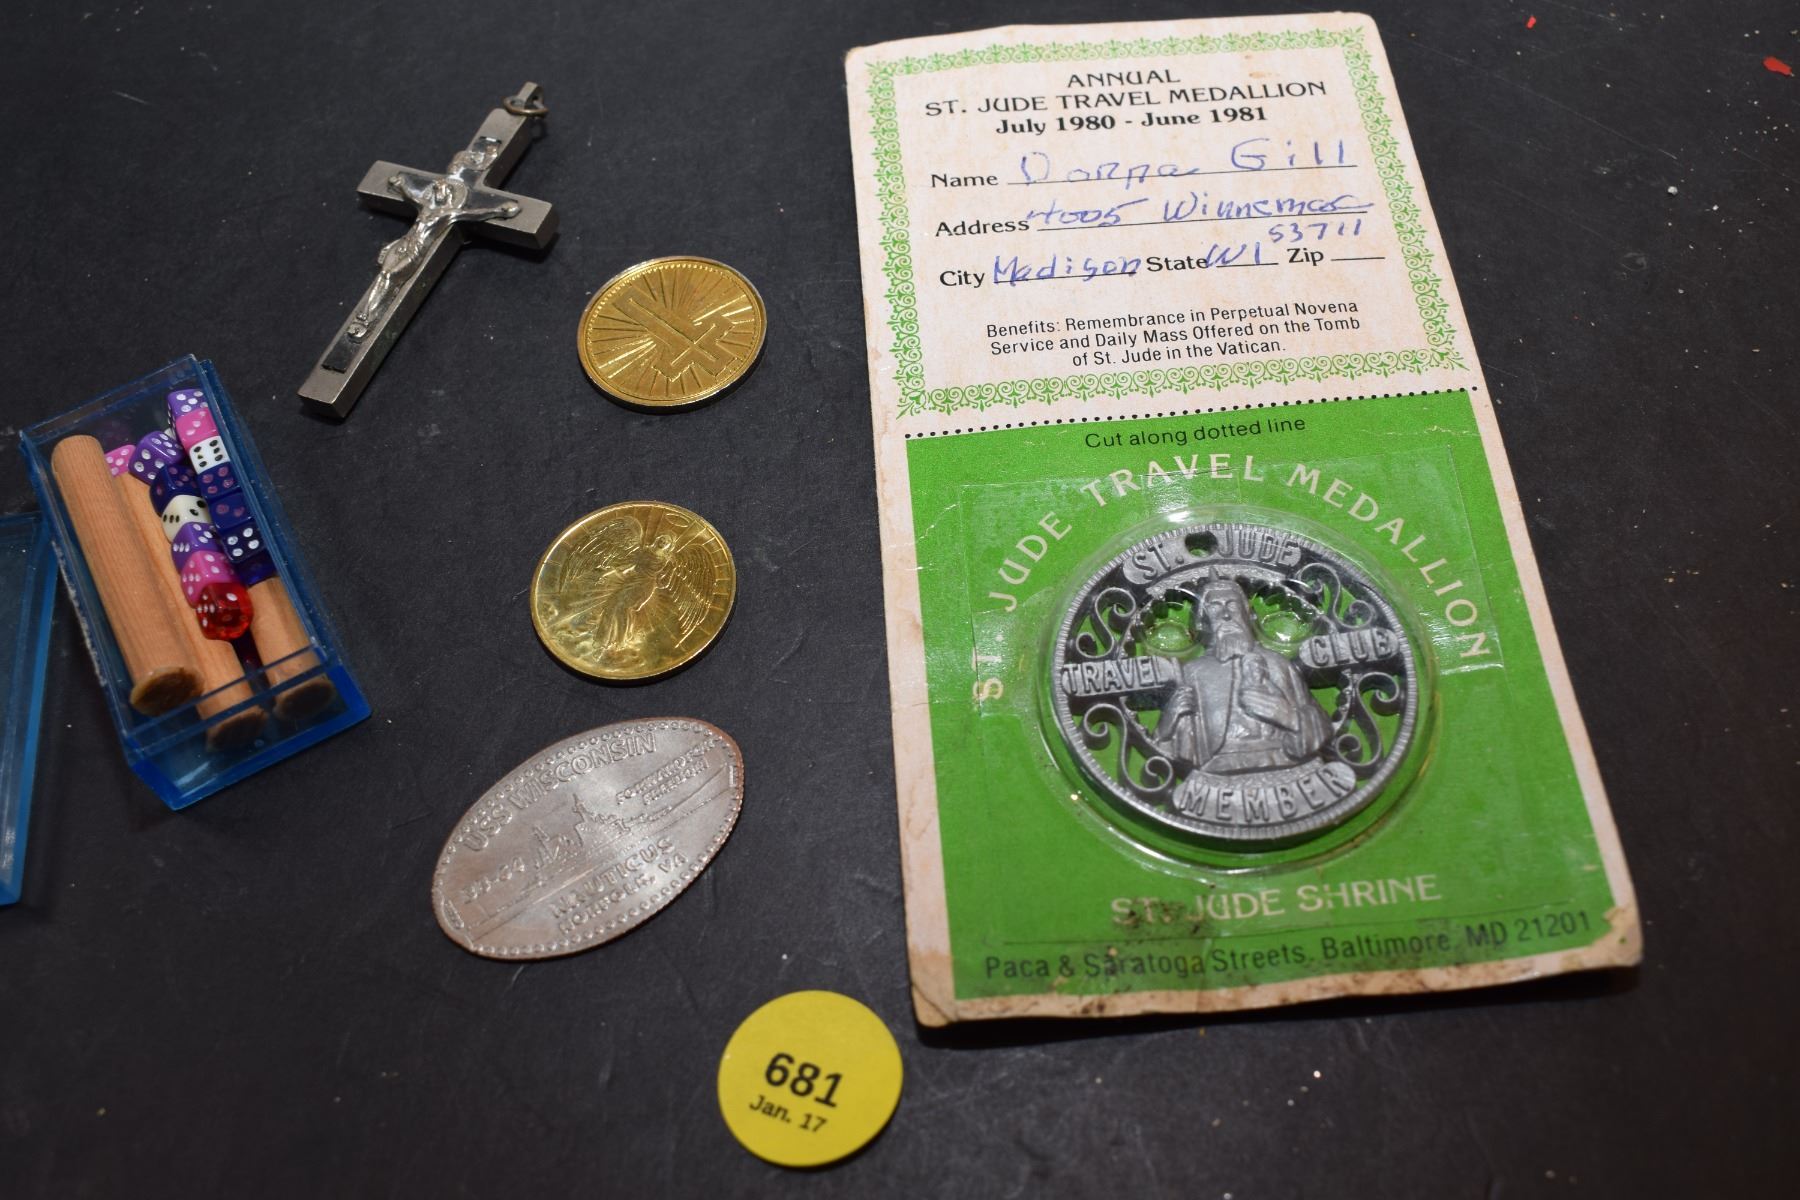 ANNUAL
ST. JUDE TRAVEL MEDALLION
July 1980 - June 1981
Name Donna Gill
Address 4005 Winnemac
53711
City Madison State WI Zip
Benefits: Remembrance in Perpetual Novena
Service and Daily Mass Offered on the Tomb
of St. Jude in the Vatican.
Cut along dotted line
ST. JUDE TRAVEL MEDALLION
ST. JUDE
TRAVEL CLUB
MEMBER
ST. JUDE SHRINE
Paca & Saratoga Streets, Baltimore, MD 21201
USS WISCONSIN
BB-64
NAUTICUS
NORFOLK, VA
681
Jan. 17